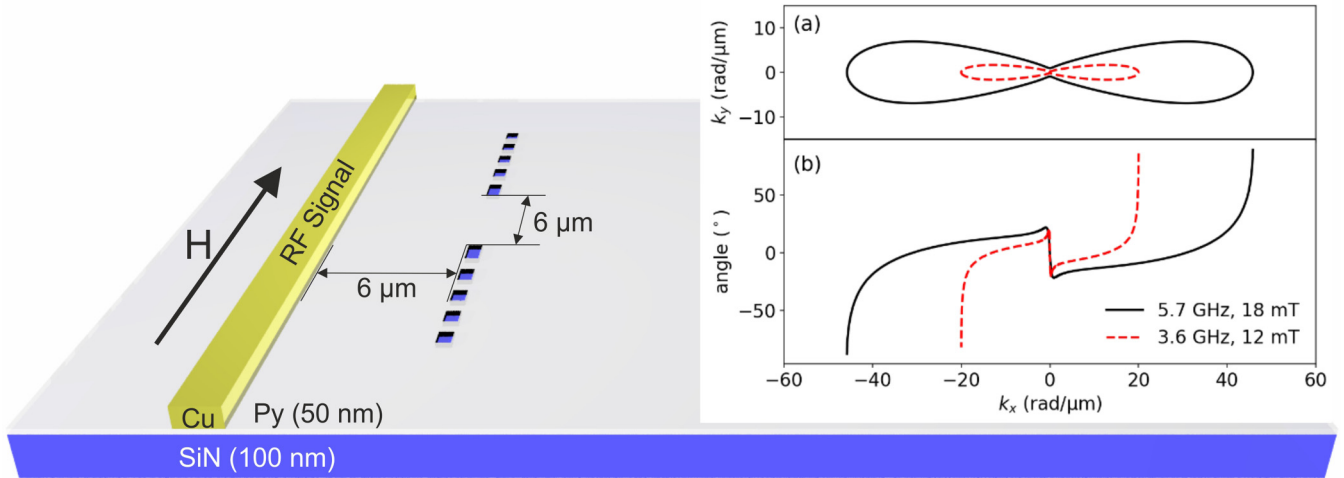 H
RF Signal
6 µm
6 µm
Cu
Py (50 nm)
SiN (100 nm)
(a)
10
0
−10
k_y (rad/µm)
(b)
50
0
−50
angle (°)
5.7 GHz, 18 mT
3.6 GHz, 12 mT
−60 −40 −20 0 20 40 60
k_x (rad/µm)